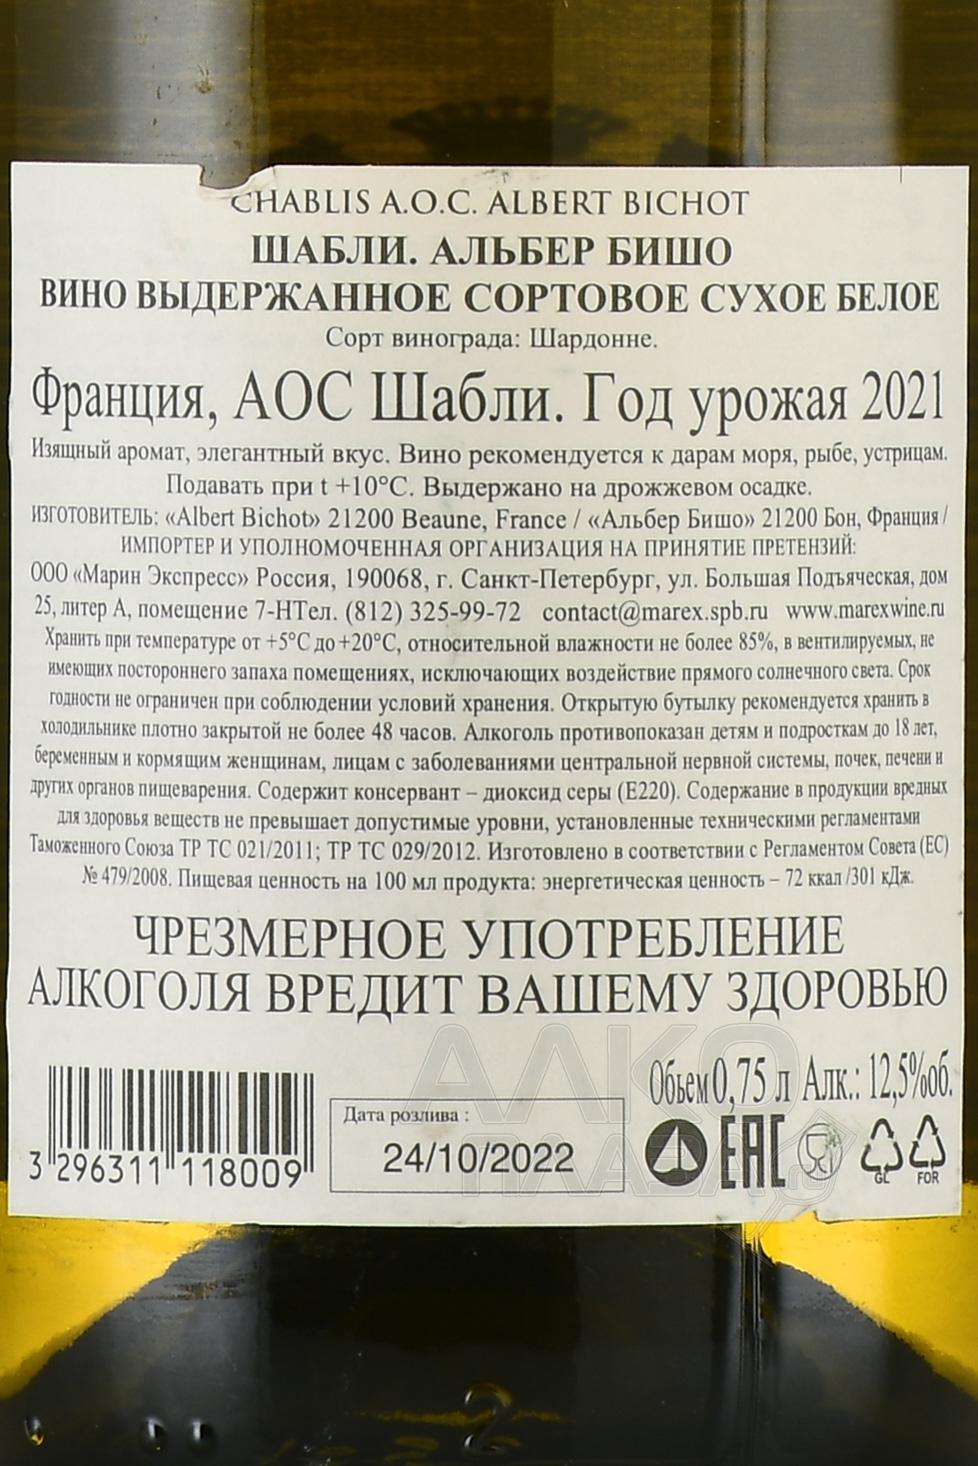 CHABLIS A.O.C. ALBERT BICHOT
ШАБЛИ. АЛЬБЕР БИШО
ВИНО ВЫДЕРЖАННОЕ СОРТОВОЕ СУХОЕ БЕЛОЕ
Сорт винограда: Шардонне.
Франция, АОС Шабли. Год урожая 2021
Изящный аромат, элегантный вкус. Вино рекомендуется к дарам моря, рыбе, устрицам.
Подавать при t +10°C. Выдержано на дрожжевом осадке.
ИЗГОТОВИТЕЛЬ: «Albert Bichot» 21200 Beaune, France / «Альбер Бишо» 21200 Бон, Франция /
ИМПОРТЕР И УПОЛНОМОЧЕННАЯ ОРГАНИЗАЦИЯ НА ПРИНЯТИЕ ПРЕТЕНЗИЙ:
ООО «Марин Экспресс» Россия, 190068, г. Санкт-Петербург, ул. Большая Подъяческая, дом
25, литер А, помещение 7-НТел. (812) 325-99-72 contact@marex.spb.ru www.marexwine.ru
Хранить при температуре от +5°C до +20°C, относительной влажности не более 85%, в вентилируемых, не
имеющих постороннего запаха помещениях, исключающих воздействие прямого солнечного света. Срок
годности не ограничен при соблюдении условий хранения. Открытую бутылку рекомендуется хранить в
холодильнике плотно закрытой не более 48 часов. Алкоголь противопоказан детям и подросткам до 18 лет,
беременным и кормящим женщинам, лицам с заболеваниями центральной нервной системы, почек, печени и
других органов пищеварения. Содержит консервант – диоксид серы (Е220). Содержание в продукции вредных
для здоровья веществ не превышает допустимые уровни, установленные техническими регламентами
Таможенного Союза ТР ТС 021/2011; ТР ТС 029/2012. Изготовлено в соответствии с Регламентом Совета (ЕС)
№ 479/2008. Пищевая ценность на 100 мл продукта: энергетическая ценность – 72 ккал /301 кДж.
ЧРЕЗМЕРНОЕ УПОТРЕБЛЕНИЕ
АЛКОГОЛЯ ВРЕДИТ ВАШЕМУ ЗДОРОВЬЮ
Объем 0,75 л Алк.: 12,5%об.
Дата розлива :
24/10/2022
3 296311 118009
EAC
GL FOR
АЛКО
ПЛАЗА.ru
2